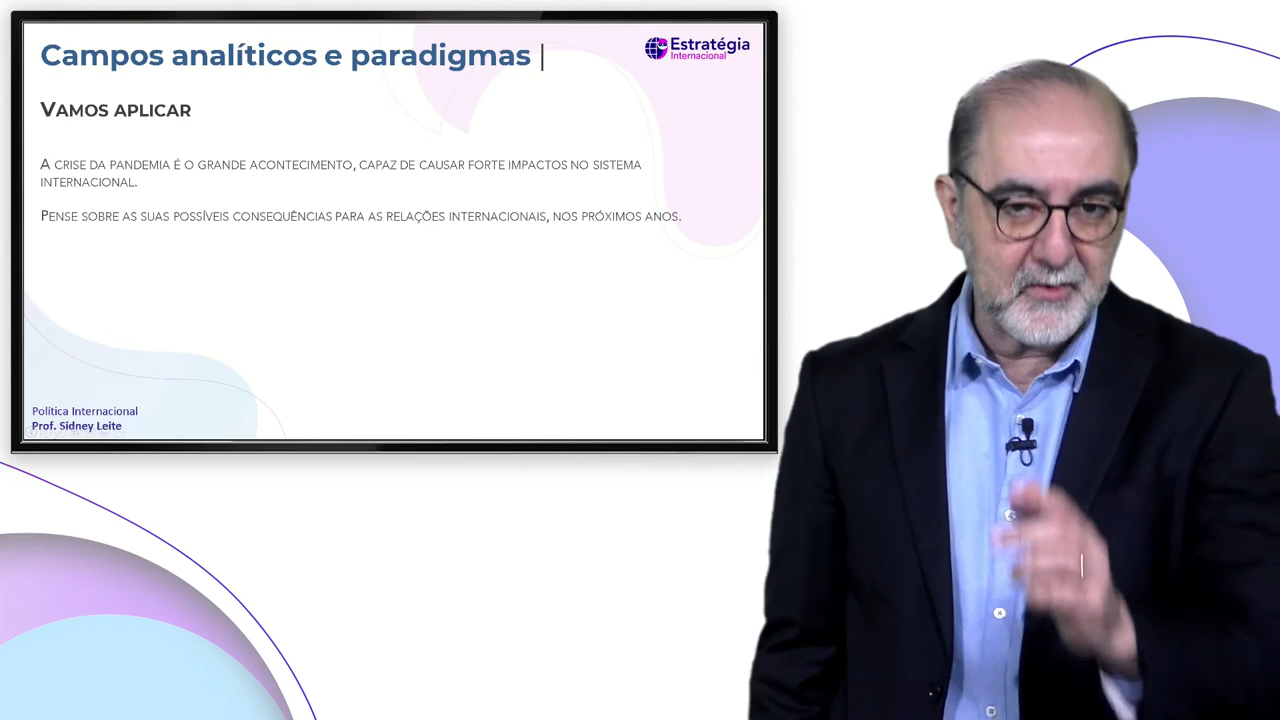 Campos analíticos e paradigmas |
Estratégia
Internacional
VAMOS APLICAR
A CRISE DA PANDEMIA É O GRANDE ACONTECIMENTO, CAPAZ DE CAUSAR FORTE IMPACTOS NO SISTEMA
INTERNACIONAL.
PENSE SOBRE AS SUAS POSSÍVEIS CONSEQUÊNCIAS PARA AS RELAÇÕES INTERNACIONAIS, NOS PRÓXIMOS ANOS.
Política Internacional
Prof. Sidney Leite